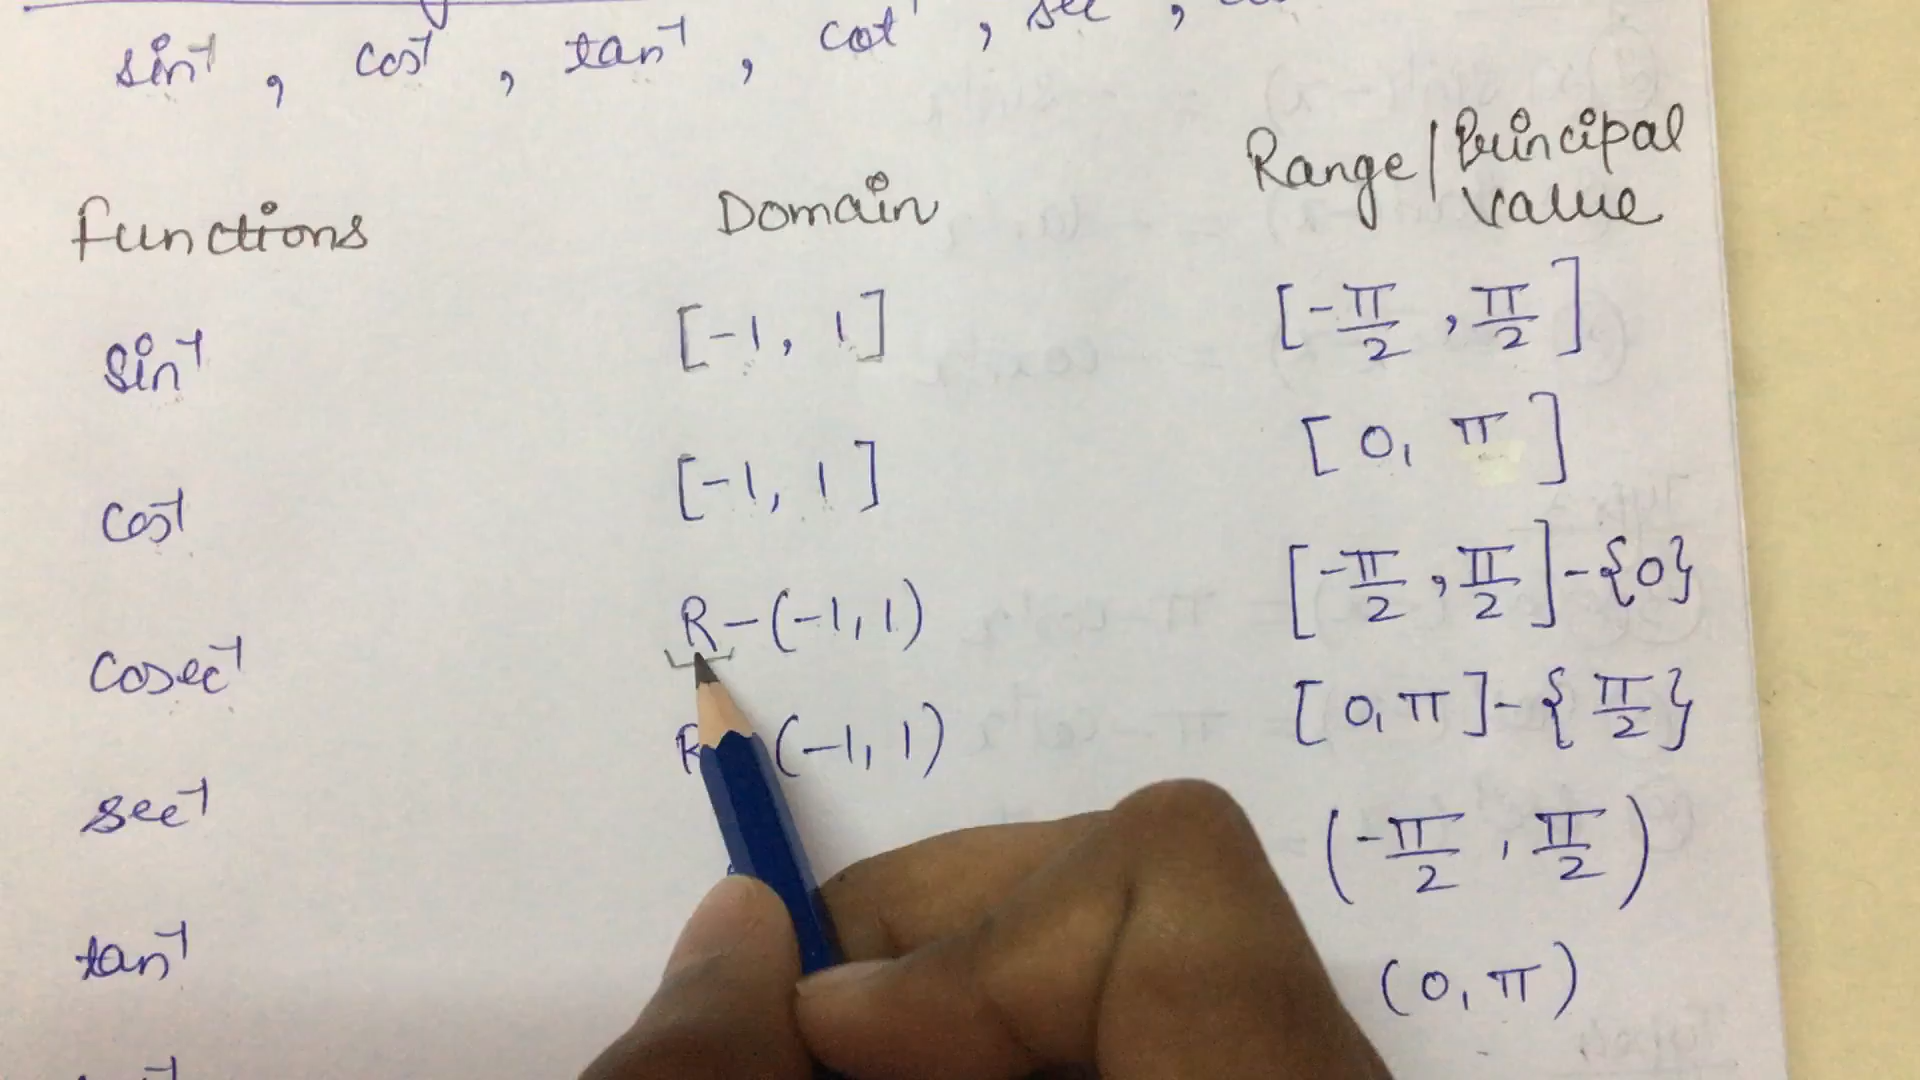 sin⁻¹ , cos⁻¹ , tan⁻¹ , cot⁻¹ , sec ,
Functions Domain Range/Principal value
sin⁻¹ [-1, 1] [-π/2 , π/2]
cos⁻¹ [-1, 1] [0, π]
cosec⁻¹ R-(-1,1) [-π/2 , π/2]-{0}
sec⁻¹ R (-1,1) [0,π]-{π/2}
tan⁻¹ (-π/2 , π/2)
(0, π)